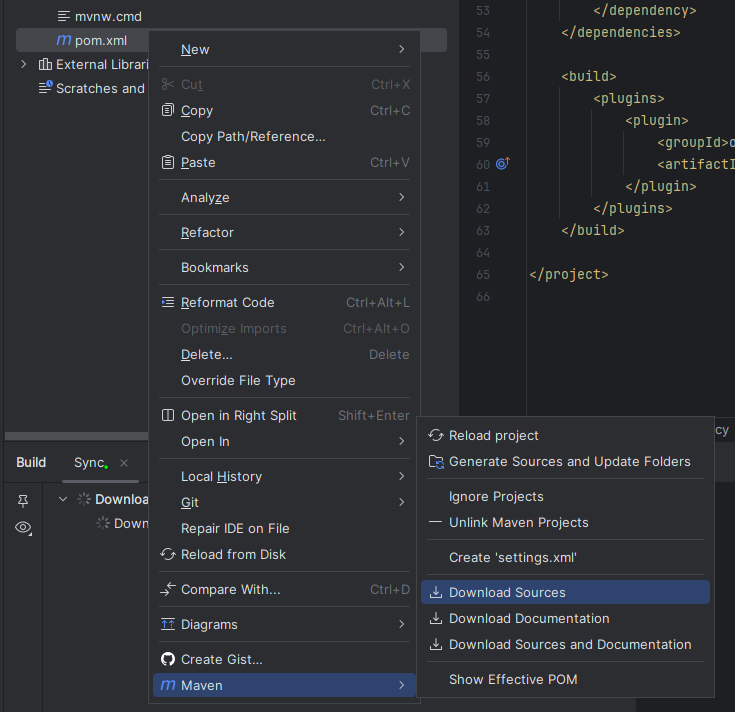 mvnw.cmd
pom.xml
External Librari
Scratches and
New
Cut Ctrl+X
Copy Ctrl+C
Copy Path/Reference...
Paste Ctrl+V
Analyze
Refactor
Bookmarks
Reformat Code Ctrl+Alt+L
Optimize Imports Ctrl+Alt+O
Delete... Delete
Override File Type
Open in Right Split Shift+Enter
Open In
Local History
Git
Repair IDE on File
Reload from Disk
Compare With... Ctrl+D
Diagrams
Create Gist...
Maven
Reload project
Generate Sources and Update Folders
Ignore Projects
Unlink Maven Projects
Create 'settings.xml'
Download Sources
Download Documentation
Download Sources and Documentation
Show Effective POM
53 </dependency>
54 </dependencies>
55
56 <build>
57 <plugins>
58 <plugin>
59 <groupId>o
60 <artifactI
61 </plugin>
62 </plugins>
63 </build>
64
65 </project>
66
cy
Build Sync
Downloa
Down